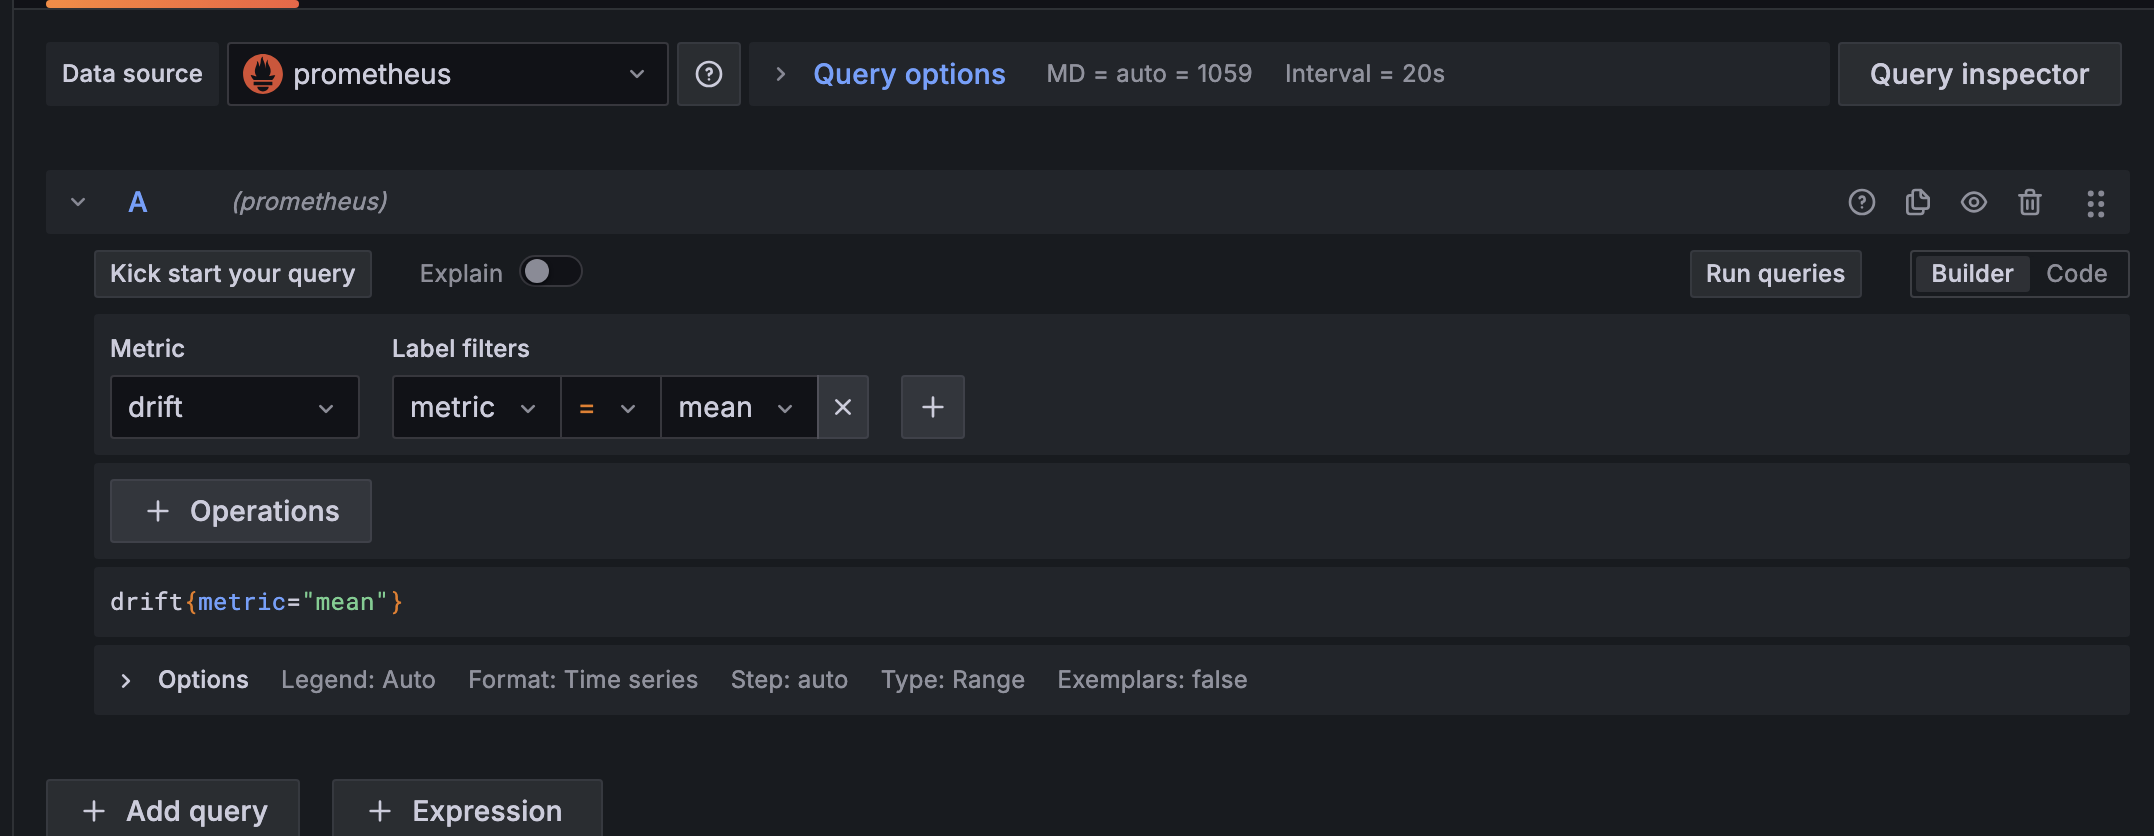 Data source prometheus Query options MD = auto = 1059 Interval = 20s Query inspector
A (prometheus)
Kick start your query Explain Run queries Builder Code
Metric Label filters
drift metric = mean
+ Operations
drift{metric="mean"}
Options Legend: Auto Format: Time series Step: auto Type: Range Exemplars: false
+ Add query + Expression